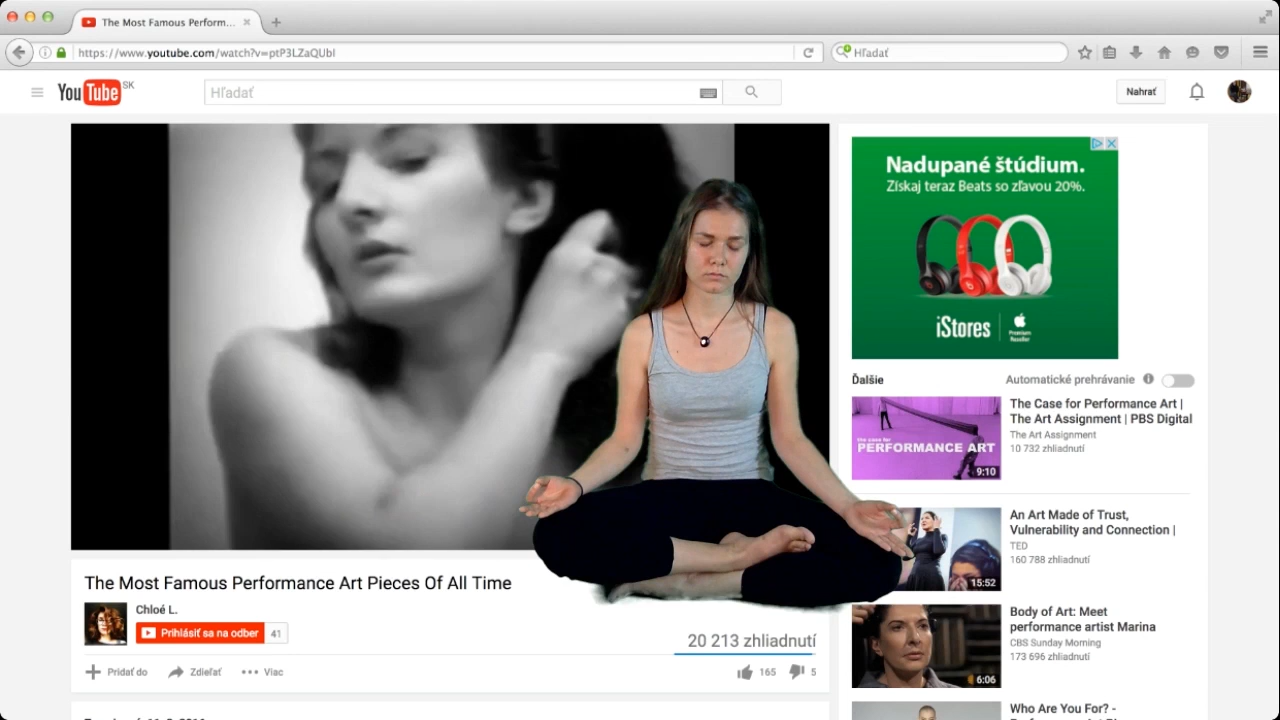 The Most Famous Perform...
https://www.youtube.com/watch?v=ptP3LZaQUbI
Hľadať
YouTube SK
Hľadať
Nahrať
Nadupané štúdium.
Získaj teraz Beats so zľavou 20%.
iStores
Premium
Reseller
Ďalšie
Automatické prehrávanie
The Case for Performance Art |
The Art Assignment | PBS Digital
The Art Assignment
10 732 zhliadnutí
the case for
PERFORMANCE ART
9:10
An Art Made of Trust,
Vulnerability and Connection |
TED
160 788 zhliadnutí
15:52
Body of Art: Meet
performance artist Marina
CBS Sunday Morning
173 696 zhliadnutí
6:06
Who Are You For? -
The Most Famous Performance Art Pieces Of All Time
Chloé L.
Prihlásiť sa na odber 41
20 213 zhliadnutí
Pridať do
Zdieľať
Viac
165
5